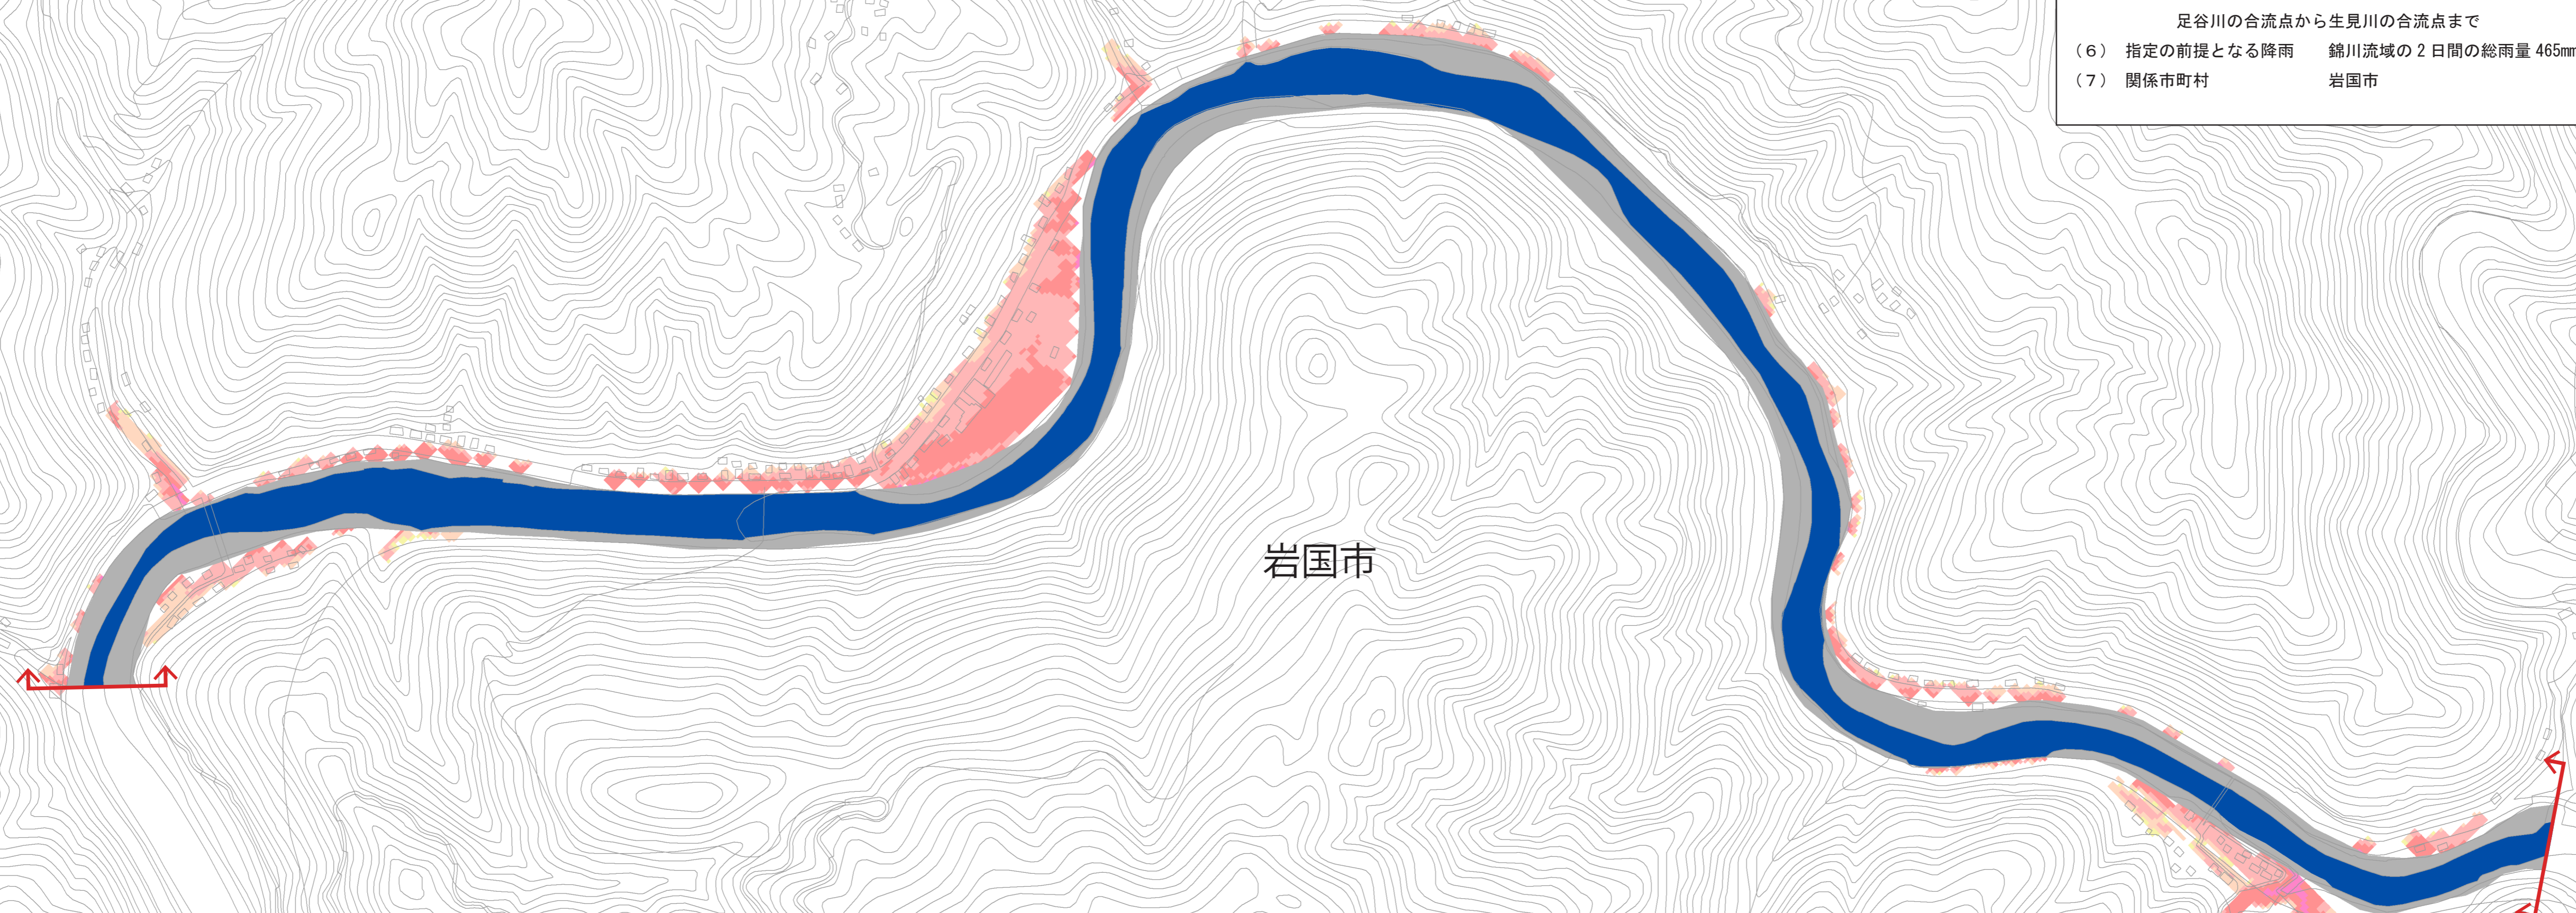 足谷川の合流点から生見川の合流点まで
（６） 指定の前提となる降雨 錦川流域の２日間の総雨量 465mm
（７） 関係市町村 岩国市
岩国市